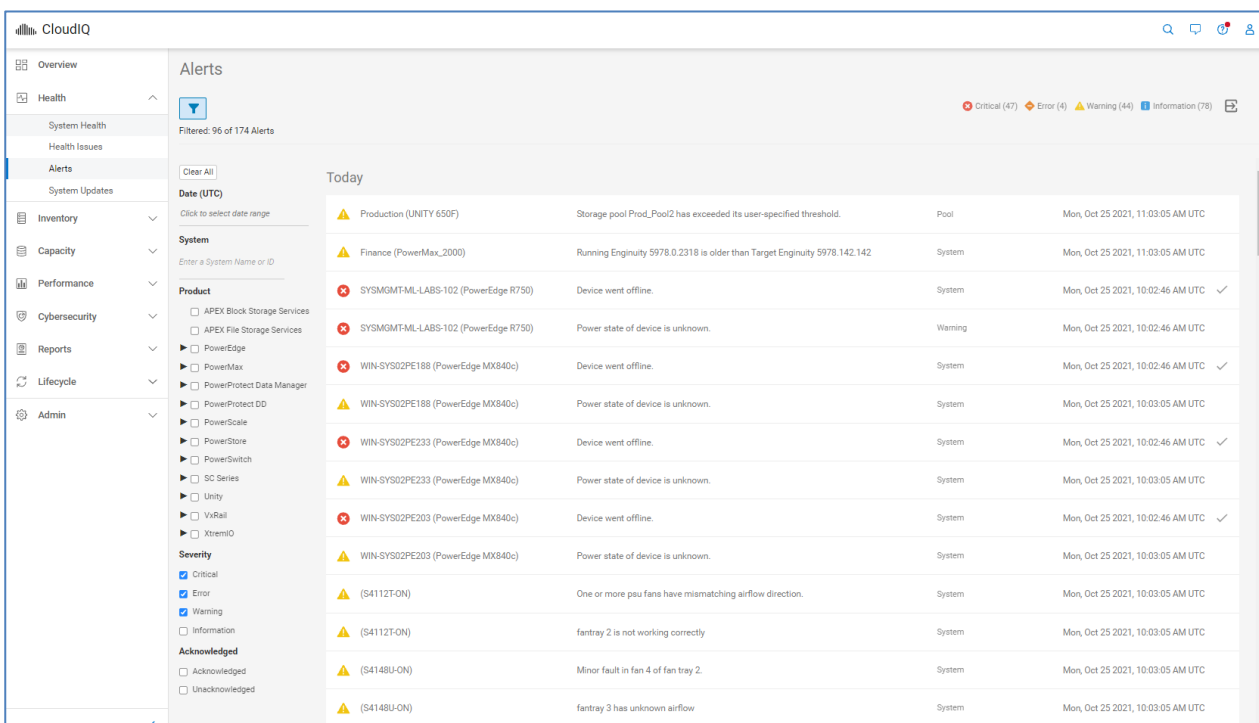 CloudIQ
Overview
Health
System Health
Health Issues
Alerts
System Updates
Inventory
Capacity
Performance
Cybersecurity
Reports
Lifecycle
Admin
Alerts
Critical (47) Error (4) Warning (44) Information (78)
Filtered: 96 of 174 Alerts
Clear All
Date (UTC)
Click to select date range
System
Enter a System Name or ID
Product
APEX Block Storage Services
APEX File Storage Services
PowerEdge
PowerMax
PowerProtect Data Manager
PowerProtect DD
PowerScale
PowerStore
PowerSwitch
SC Series
Unity
VxRail
XtremIO
Severity
Critical
Error
Warning
Information
Acknowledged
Acknowledged
Unacknowledged
Today
Production (UNITY 650F) Storage pool Prod_Pool2 has exceeded its user-specified threshold. Pool Mon, Oct 25 2021, 11:03:05 AM UTC
Finance (PowerMax_2000) Running Enginuity 5978.0.2318 is older than Target Enginuity 5978.142.142 System Mon, Oct 25 2021, 11:03:05 AM UTC
SYSMGMT-ML-LABS-102 (PowerEdge R750) Device went offline. System Mon, Oct 25 2021, 10:02:46 AM UTC
SYSMGMT-ML-LABS-102 (PowerEdge R750) Power state of device is unknown. Warning Mon, Oct 25 2021, 10:02:46 AM UTC
WIN-SYS02PE188 (PowerEdge MX840c) Device went offline. System Mon, Oct 25 2021, 10:02:46 AM UTC
WIN-SYS02PE188 (PowerEdge MX840c) Power state of device is unknown. System Mon, Oct 25 2021, 10:03:05 AM UTC
WIN-SYS02PE233 (PowerEdge MX840c) Device went offline. System Mon, Oct 25 2021, 10:02:46 AM UTC
WIN-SYS02PE233 (PowerEdge MX840c) Power state of device is unknown. System Mon, Oct 25 2021, 10:03:05 AM UTC
WIN-SYS02PE203 (PowerEdge MX840c) Device went offline. System Mon, Oct 25 2021, 10:02:46 AM UTC
WIN-SYS02PE203 (PowerEdge MX840c) Power state of device is unknown. System Mon, Oct 25 2021, 10:03:05 AM UTC
(S4112T-ON) One or more psu fans have mismatching airflow direction. System Mon, Oct 25 2021, 10:03:05 AM UTC
(S4112T-ON) fantray 2 is not working correctly System Mon, Oct 25 2021, 10:03:05 AM UTC
(S4148U-ON) Minor fault in fan 4 of fan tray 2. System Mon, Oct 25 2021, 10:03:05 AM UTC
(S4148U-ON) fantray 3 has unknown airflow System Mon, Oct 25 2021, 10:03:05 AM UTC